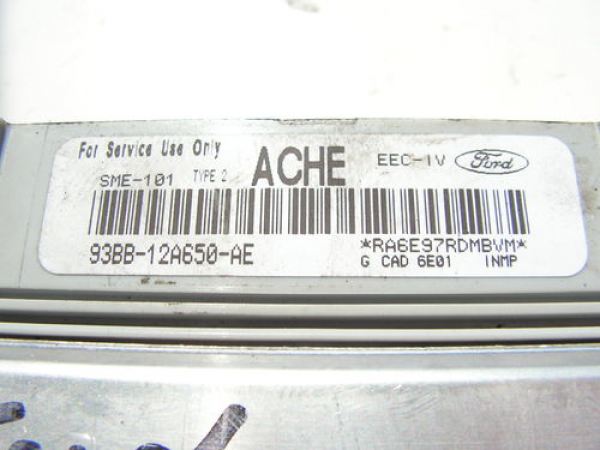 For Service Use Only
ACHE
EEC-IV Ford
SME-101 TYPE 2
93BB-12A650-AE
*RA6E97RDMBVM*
G CAD 6E01 INMP